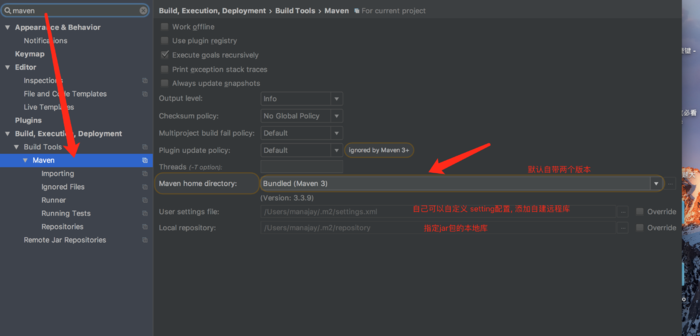 maven
Appearance & Behavior
Notifications
Keymap
Editor
Inspections
File and Code Templates
Live Templates
Plugins
Build, Execution, Deployment
Build Tools
Maven
Importing
Ignored Files
Runner
Running Tests
Repositories
Remote Jar Repositories
Build, Execution, Deployment › Build Tools › Maven For current project
Work offline
Use plugin registry
Execute goals recursively
Print exception stack traces
Always update snapshots
Output level: Info
Checksum policy: No Global Policy
Multiproject build fail policy: Default
Plugin update policy: Default Ignored by Maven 3+
Threads (-T option)
默认自带两个版本
Maven home directory: Bundled (Maven 3)
(Version: 3.3.9)
自己可以自定义 setting配置, 添加自建远程库
User settings file: /Users/manajay/.m2/settings.xml ... Override
指定jar包的本地库
Local repository: /Users/manajay/.m2/repository ... Override